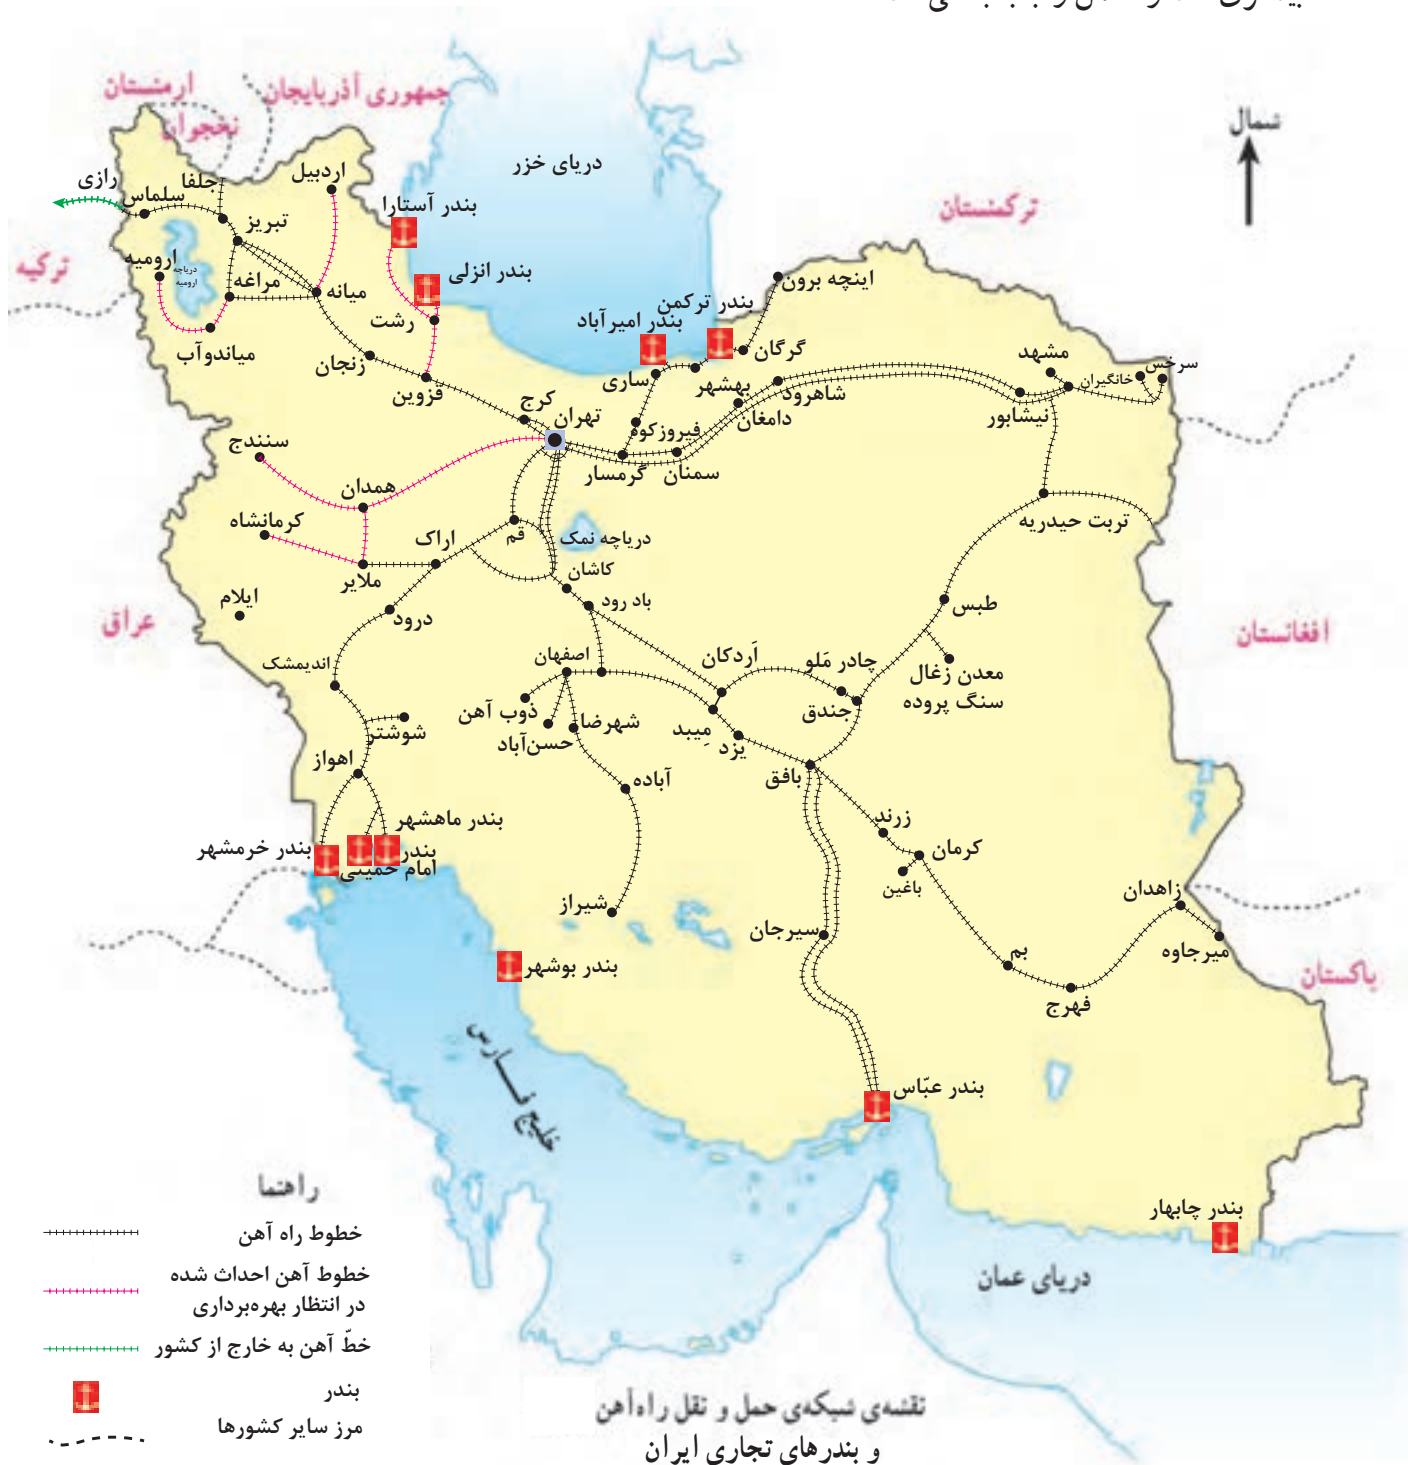 شمال
ارمنستان
نخجوان
جمهوری آذربایجان
دریای خزر
ترکمنستان
ترکیه
عراق
افغانستان
پاکستان
رازی
سلماس
جلفا
اردبیل
تبریز
ارومیه
دریاچه
ارومیه
مراغه
میانه
میاندوآب
زنجان
بندر آستارا
بندر انزلی
رشت
قزوین
کرج
تهران
بندر امیرآباد
بندر ترکمن
اینچه برون
گرگان
ساری
بهشهر
فیروزکوه
گرمسار
سمنان
دامغان
شاهرود
نیشابور
مشهد
خانگیران
سرخس
تربت حیدریه
سنندج
همدان
کرمانشاه
ملایر
اراک
قم
دریاچه نمک
کاشان
باد رود
ایلام
درود
اندیمشک
شوشتر
اهواز
اصفهان
ذوب آهن
حسن‌آباد
شهرضا
آباده
شیراز
اَردکان
مِیبد
یزد
چادر مَلو
جندق
طبس
معدن زغال
سنگ پروده
بافق
زرند
کرمان
باغین
سیرجان
بم
فهرج
زاهدان
میرجاوه
بندر ماهشهر
بندر خرمشهر
بندر
امام خمینی
بندر بوشهر
بندر عبّاس
بندر چابهار
خلیج فـــارس
دریای عمان
راهنما
خطوط راه آهن
خطوط آهن احداث شده
در انتظار بهره‌برداری
خطّ آهن به خارج از کشور
بندر
مرز سایر کشورها
نقشه‌ی شبکه‌ی حمل و نقل راه‌آهن
و بندرهای تجاری ایران